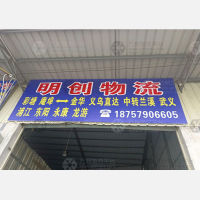 明创物流
彩塘 庵埠 ⟷ 金华 义乌直达 中转兰溪 武义
浦江 东阳 永康 龙游 ☎18757906605